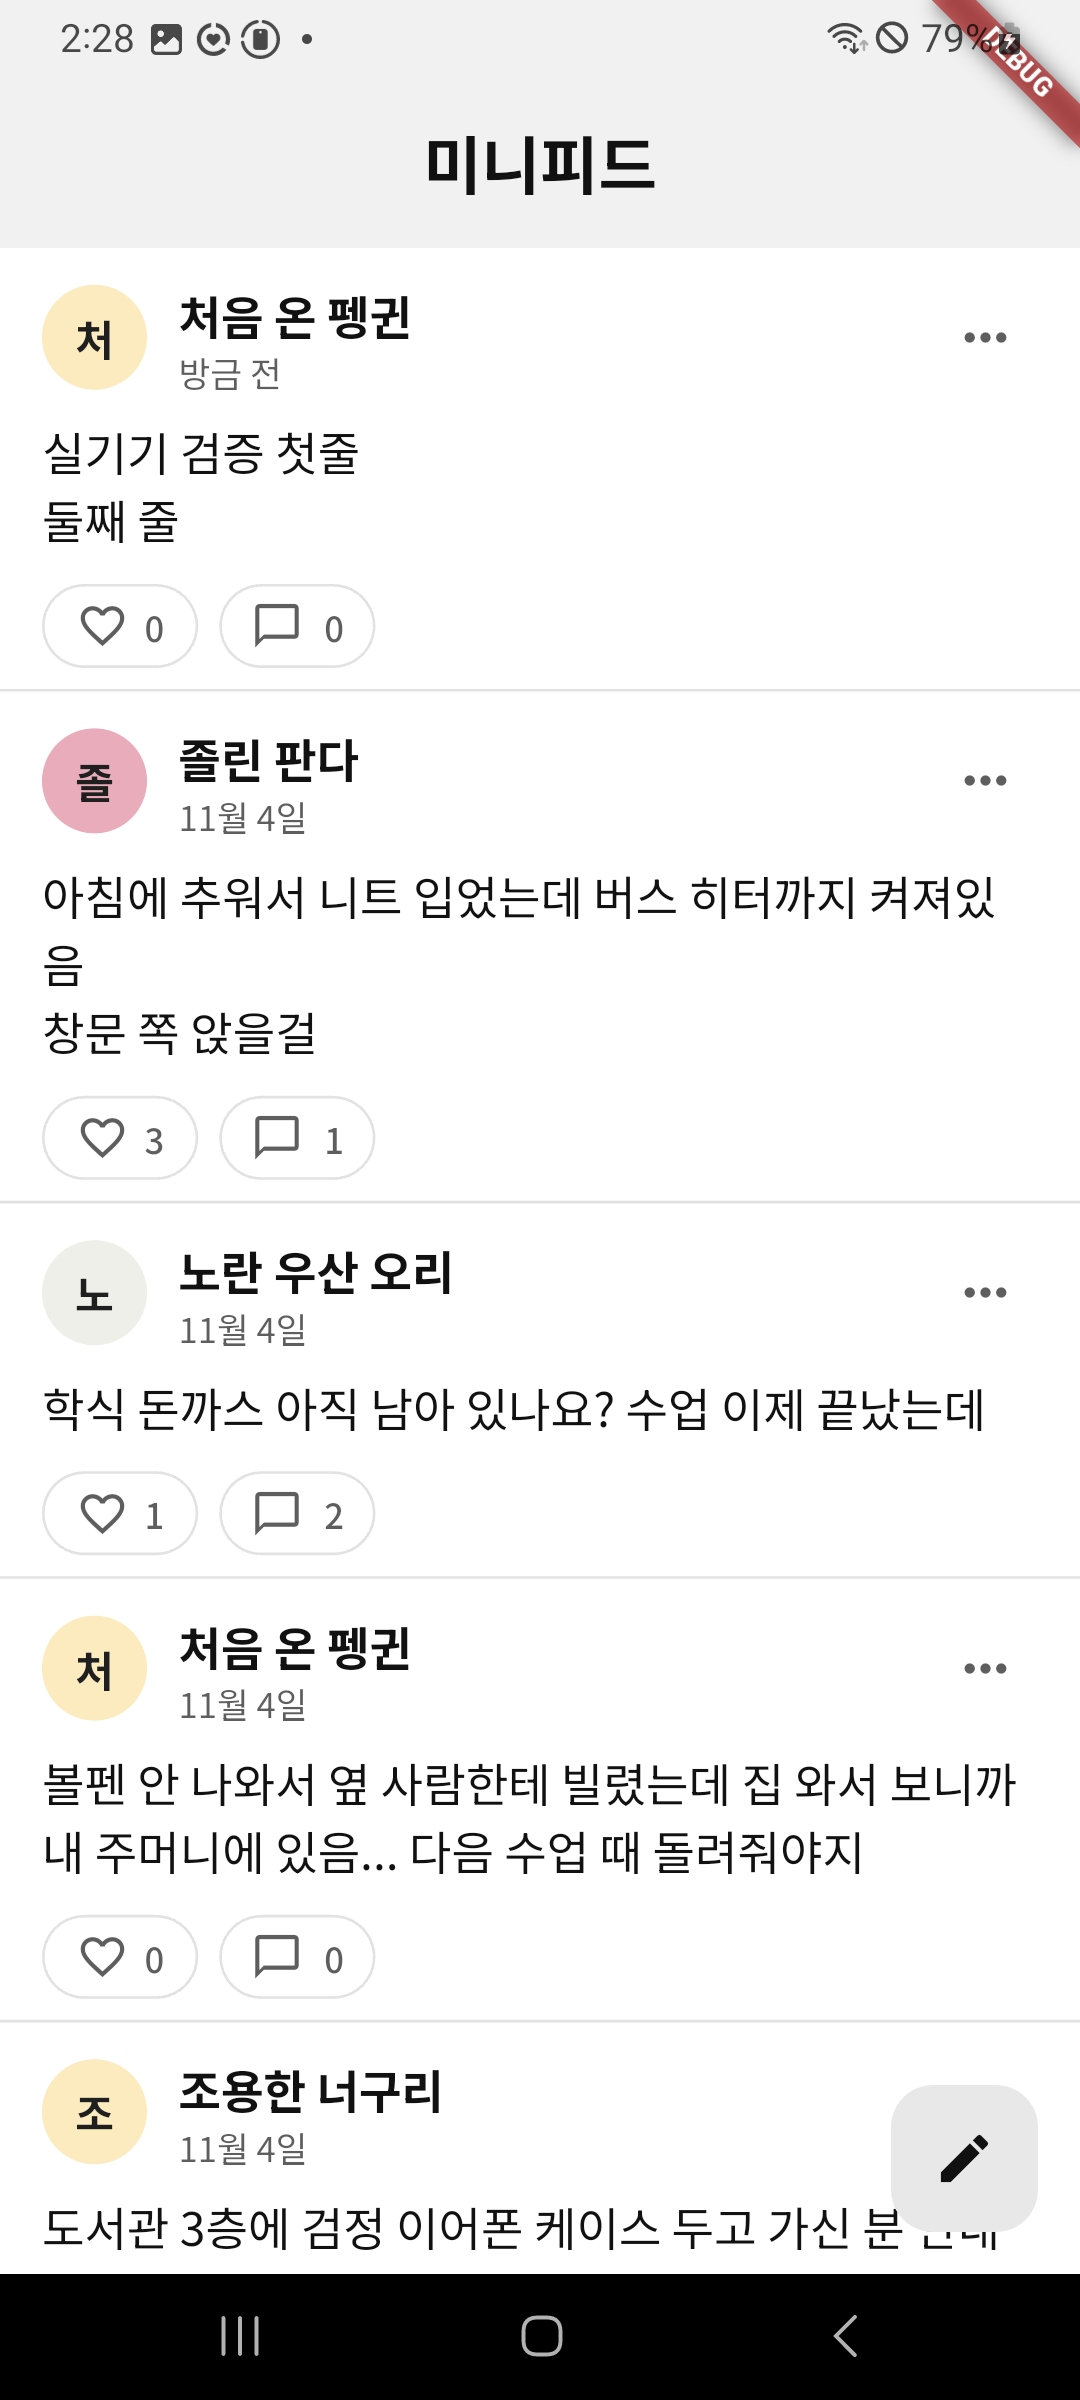 2:28
79%
DEBUG
미니피드
처
처음 온 펭귄
방금 전
실기기 검증 첫줄
둘째 줄
0
0
졸
졸린 판다
11월 4일
아침에 추워서 니트 입었는데 버스 히터까지 켜져있
음
창문 쪽 앉을걸
3
1
노
노란 우산 오리
11월 4일
학식 돈까스 아직 남아 있나요? 수업 이제 끝났는데
1
2
처
처음 온 펭귄
11월 4일
볼펜 안 나와서 옆 사람한테 빌렸는데 집 와서 보니까
내 주머니에 있음... 다음 수업 때 돌려줘야지
0
0
조
조용한 너구리
11월 4일
도서관 3층에 검정 이어폰 케이스 두고 가신 분